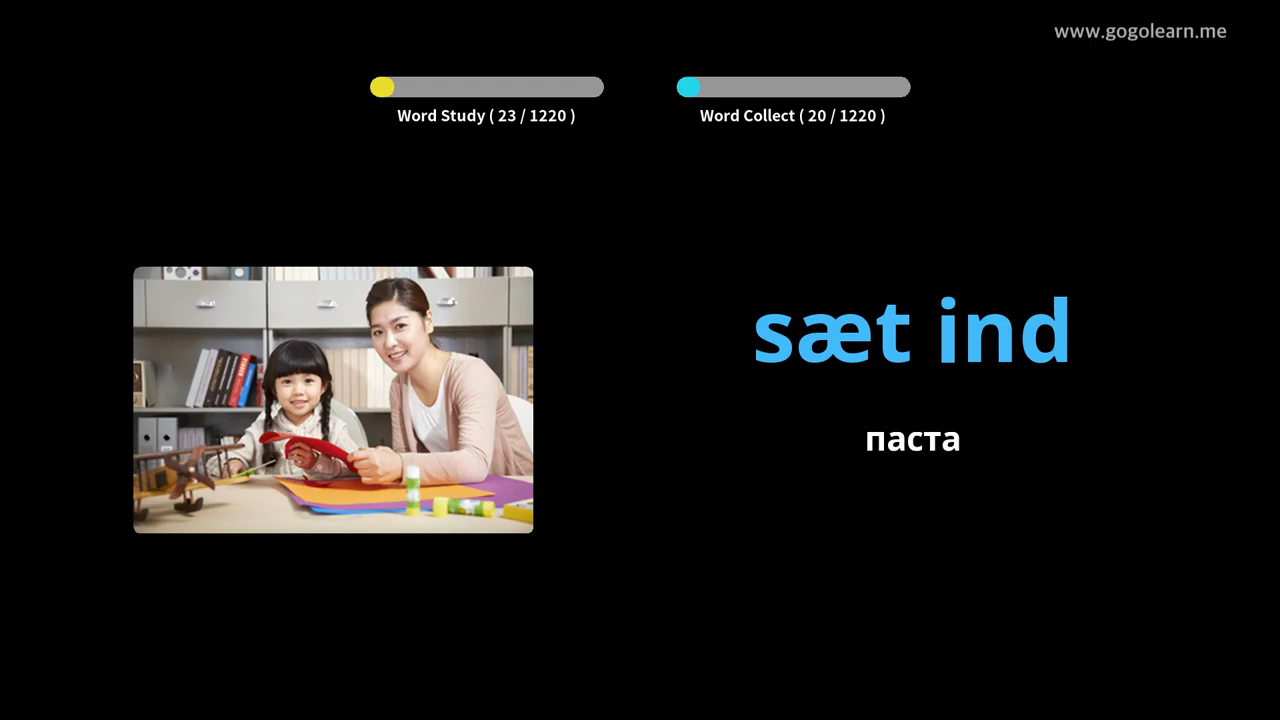 www.gogolearn.me
Word Study ( 23 / 1220 )
Word Collect ( 20 / 1220 )
sæt ind
паста